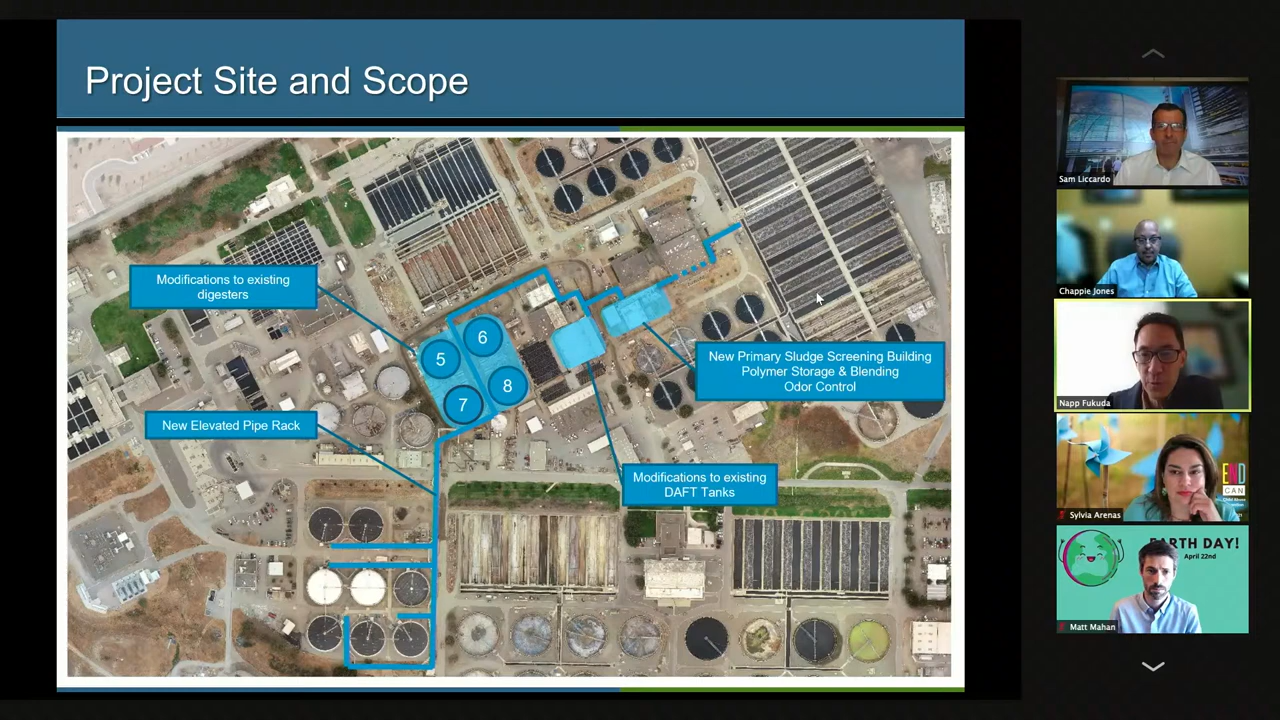 Project Site and Scope
Modifications to existing
digesters
6
5
8
7
New Primary Sludge Screening Building
Polymer Storage & Blending
Odor Control
New Elevated Pipe Rack
Modifications to existing
DAFT Tanks
Sam Liccardo
Chappie Jones
Napp Fukuda
END
CAN
Sylvia Arenas
EARTH DAY!
April 22nd
Matt Mahan